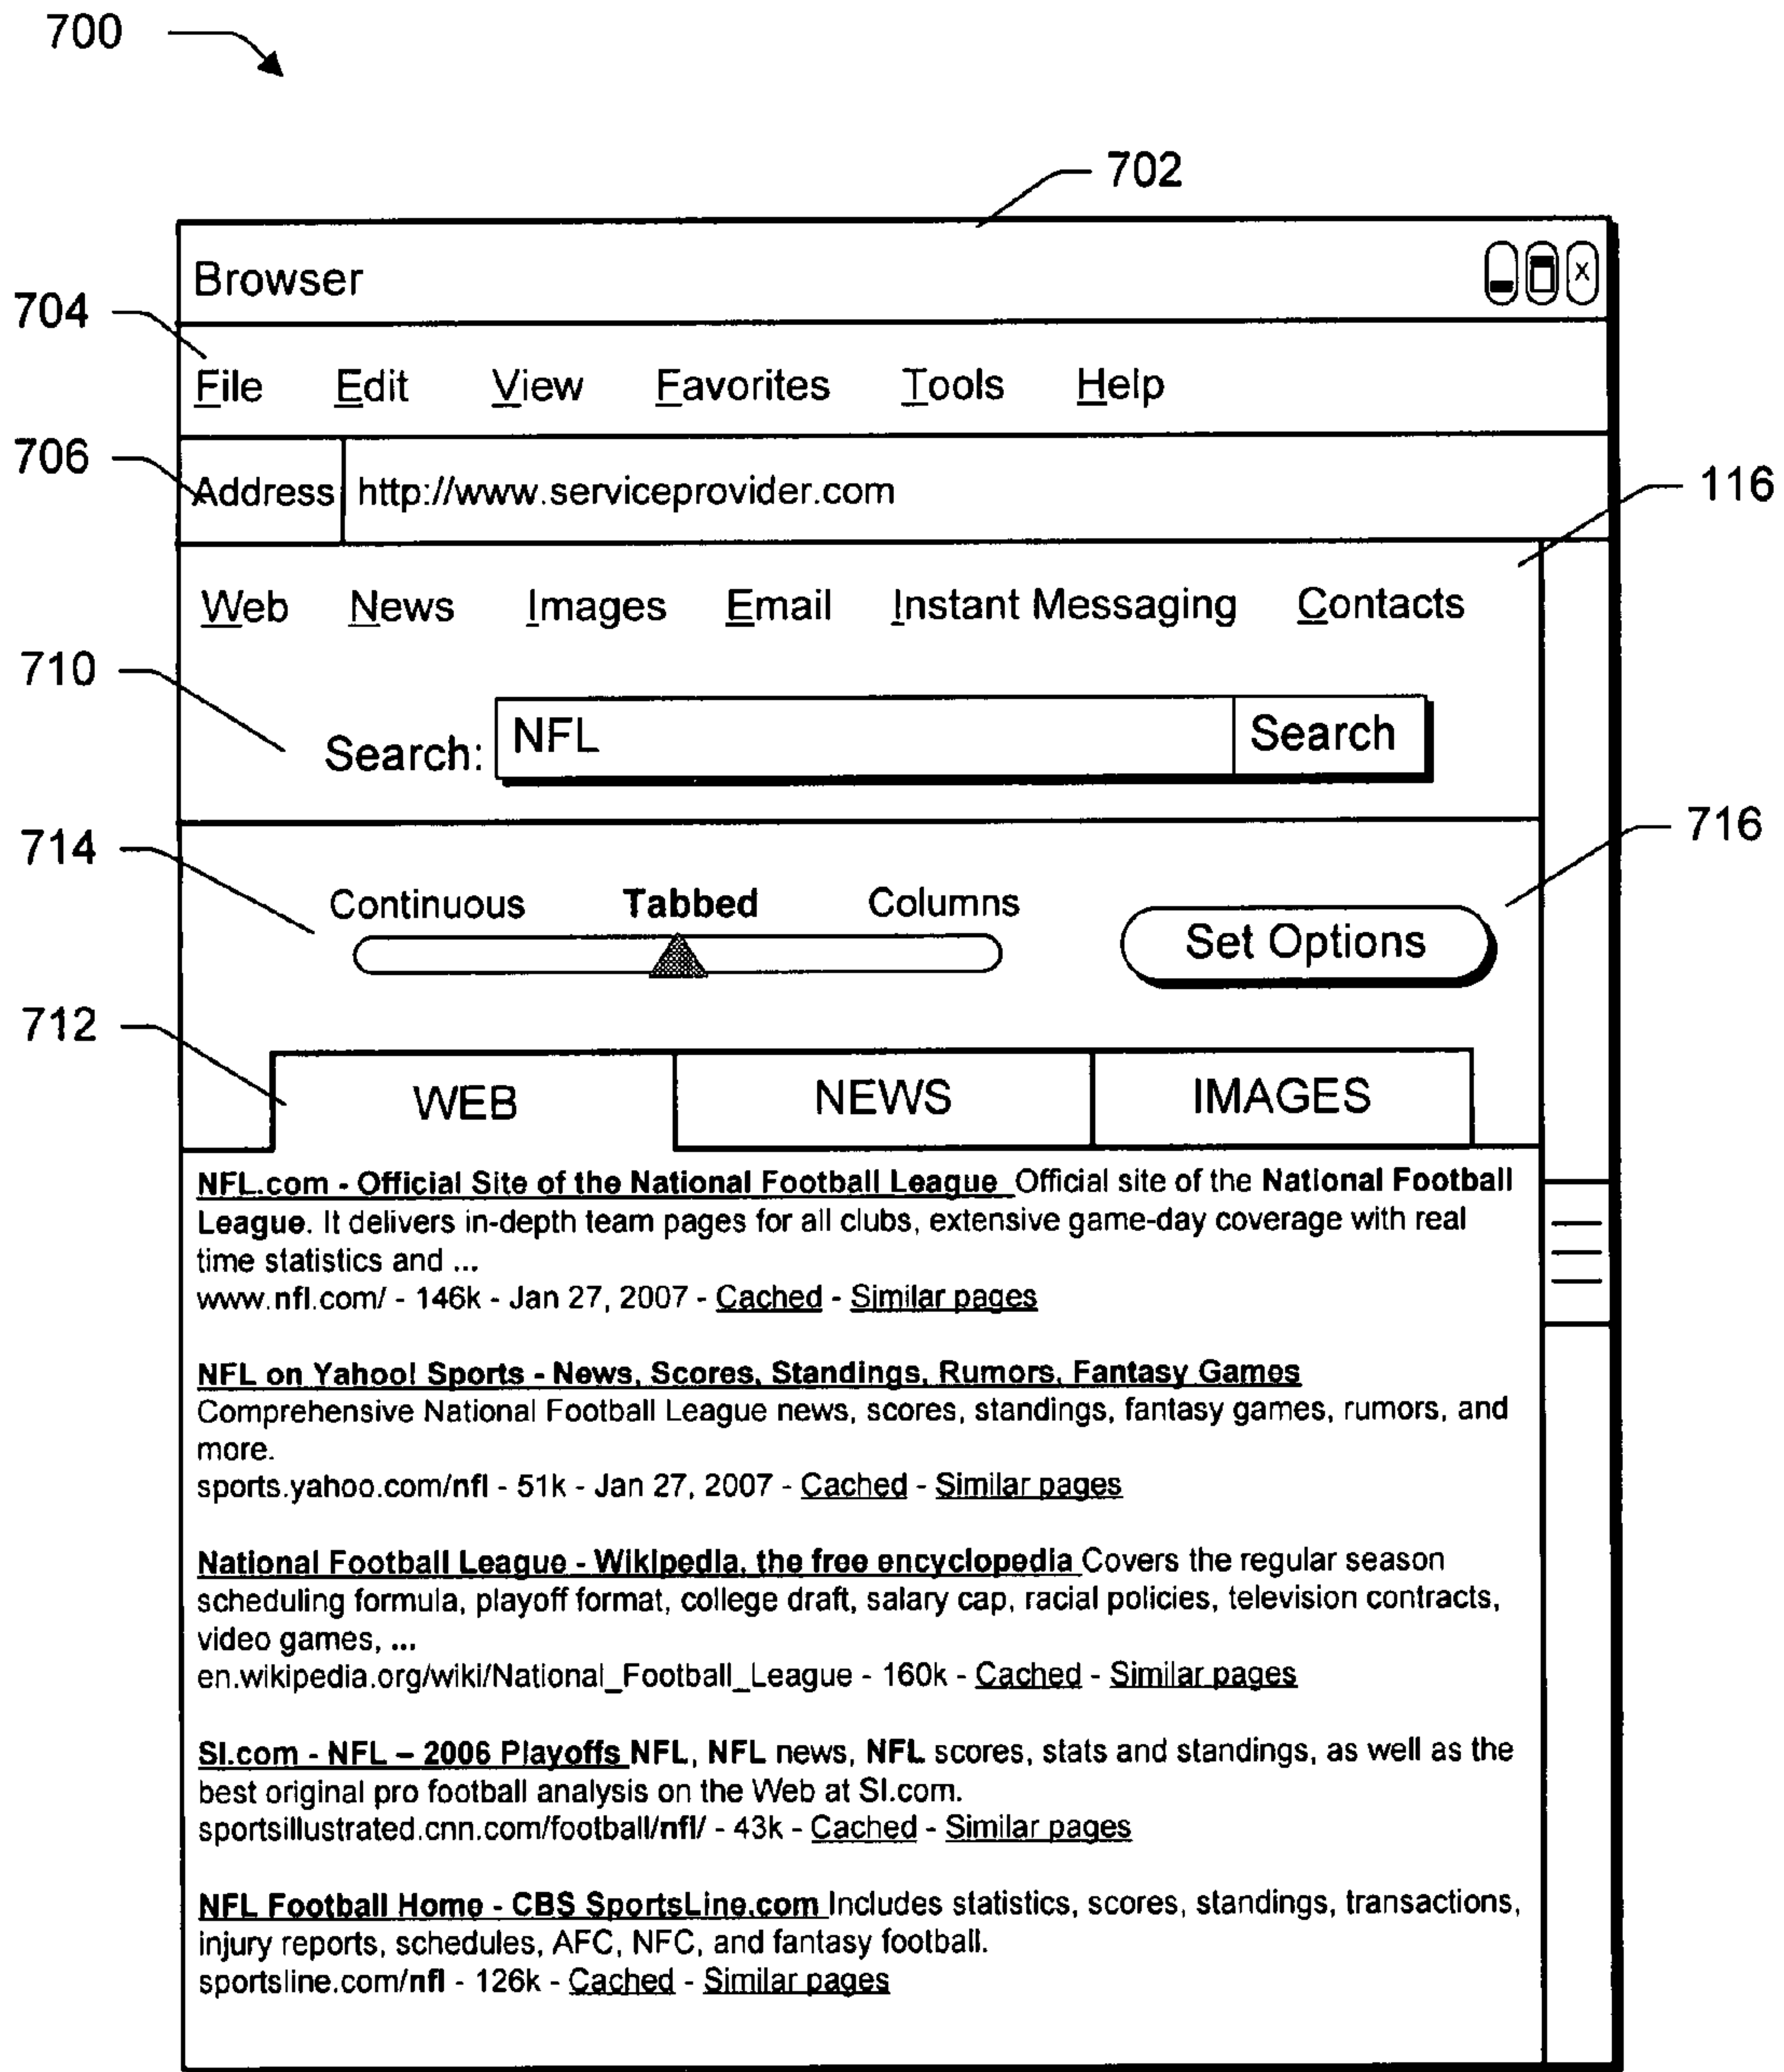 700
702
Browser
x
704
File Edit View Favorites Tools Help
706
Address http://www.serviceprovider.com
116
Web News Images Email Instant Messaging Contacts
710
Search: NFL Search
714
716
Continuous Tabbed Columns
Set Options
712
WEB NEWS IMAGES
NFL.com - Official Site of the National Football League Official site of the National Football
League. It delivers in-depth team pages for all clubs, extensive game-day coverage with real
time statistics and ...
www.nfl.com/ - 146k - Jan 27, 2007 - Cached - Similar pages
NFL on Yahoo! Sports - News, Scores, Standings, Rumors, Fantasy Games
Comprehensive National Football League news, scores, standings, fantasy games, rumors, and
more.
sports.yahoo.com/nfl - 51k - Jan 27, 2007 - Cached - Similar pages
National Football League - Wikipedia, the free encyclopedia Covers the regular season
scheduling formula, playoff format, college draft, salary cap, racial policies, television contracts,
video games, ...
en.wikipedia.org/wiki/National_Football_League - 160k - Cached - Similar pages
SI.com - NFL – 2006 Playoffs NFL, NFL news, NFL scores, stats and standings, as well as the
best original pro football analysis on the Web at SI.com.
sportsillustrated.cnn.com/football/nfl/ - 43k - Cached - Similar pages
NFL Football Home - CBS SportsLine.com Includes statistics, scores, standings, transactions,
injury reports, schedules, AFC, NFC, and fantasy football.
sportsline.com/nfl - 126k - Cached - Similar pages